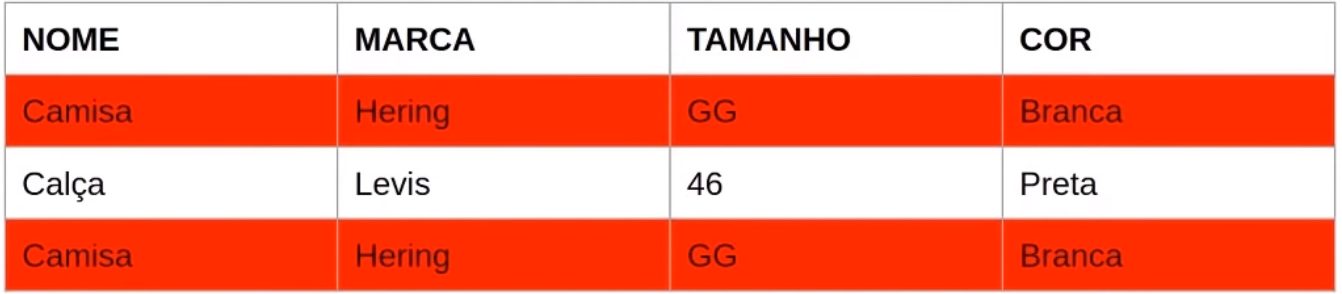 NOME MARCA TAMANHO COR
Camisa Hering GG Branca
Calça Levis 46 Preta
Camisa Hering GG Branca